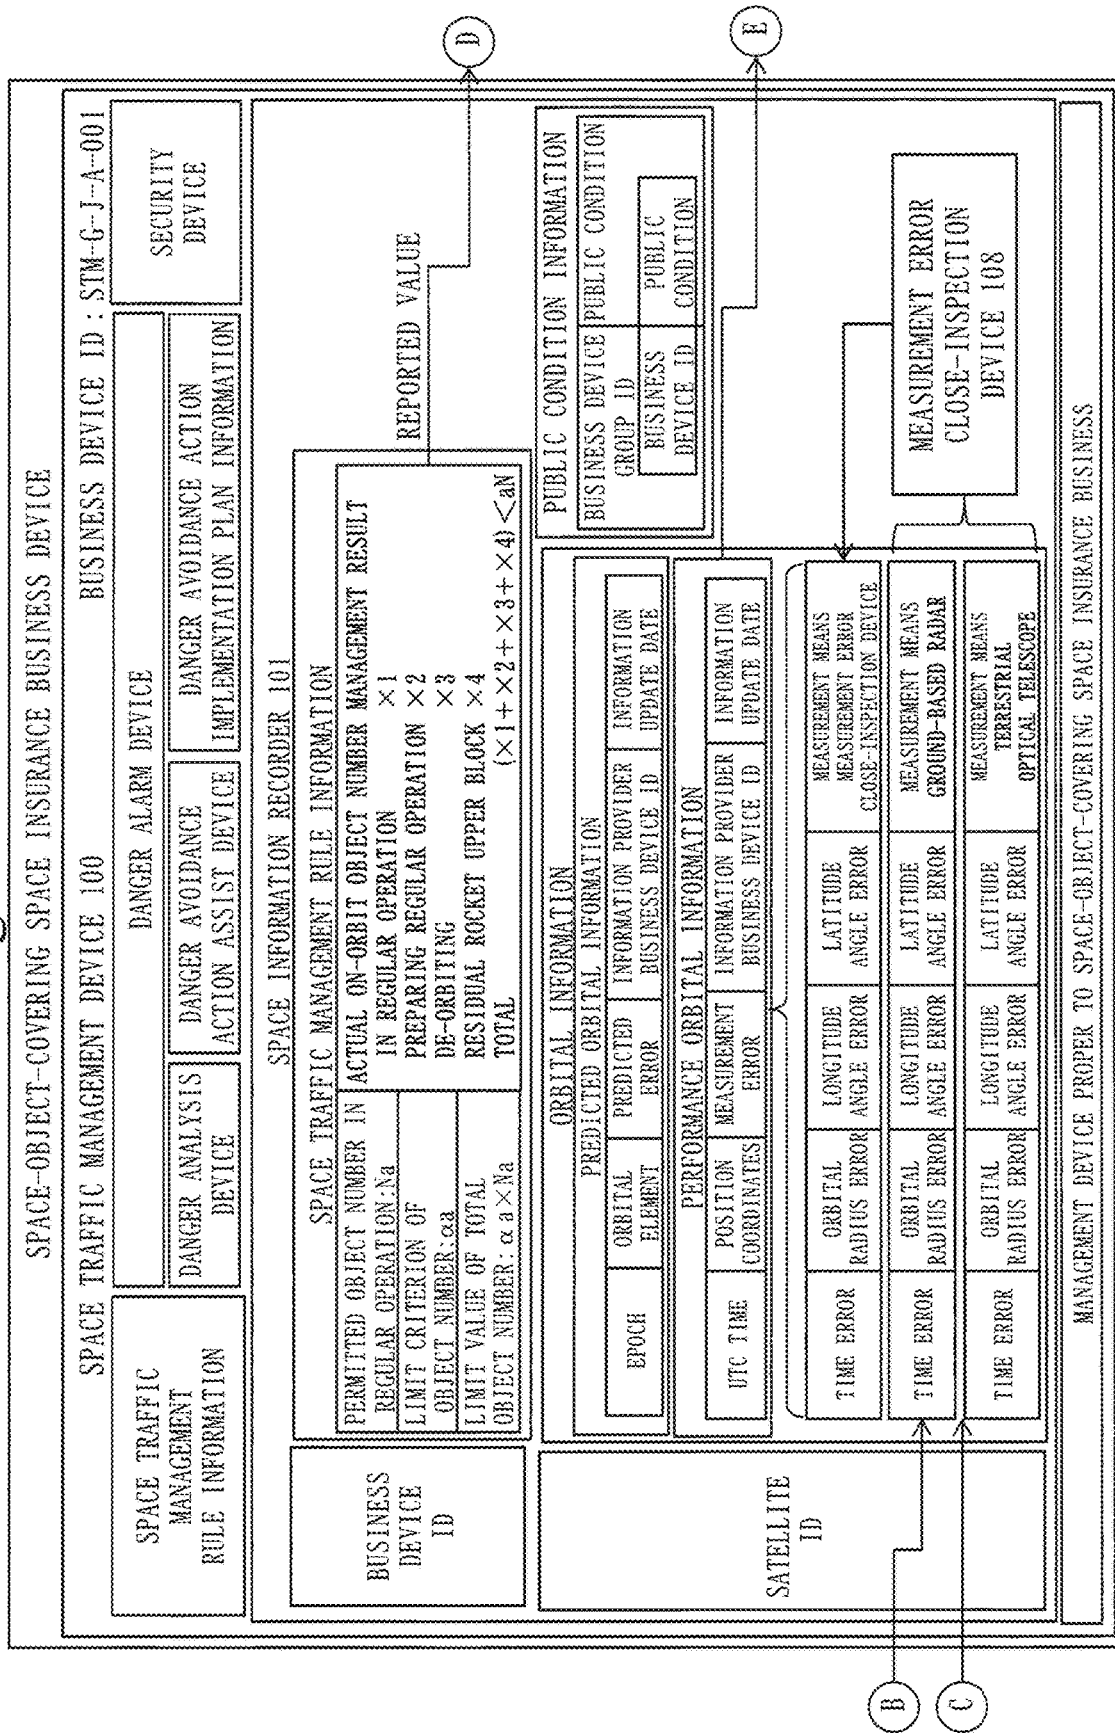 SPACE-OBJECT-COVERING SPACE INSURANCE BUSINESS DEVICE
SPACE TRAFFIC MANAGEMENT DEVICE 100
BUSINESS DEVICE ID : STM-G-J-A-001
SPACE TRAFFIC
MANAGEMENT
RULE INFORMATION
DANGER ALARM DEVICE
DANGER ANALYSIS
DEVICE
DANGER AVOIDANCE
ACTION ASSIST DEVICE
DANGER AVOIDANCE ACTION
IMPLEMENTATION PLAN INFORMATION
SECURITY
DEVICE
SPACE INFORMATION RECORDER 101
BUSINESS
DEVICE
ID
SPACE TRAFFIC MANAGEMENT RULE INFORMATION
PERMITTED OBJECT NUMBER IN
REGULAR OPERATION:Na
LIMIT CRITERION OF
OBJECT NUMBER:αa
LIMIT VALUE OF TOTAL
OBJECT NUMBER: αa×Na
ACTUAL ON-ORBIT OBJECT NUMBER MANAGEMENT RESULT
IN REGULAR OPERATION ×1
PREPARING REGULAR OPERATION ×2
DE-ORBITING ×3
RESIDUAL ROCKET UPPER BLOCK ×4
TOTAL (×1+×2+×3+×4)<aN
REPORTED VALUE
D
SATELLITE
ID
ORBITAL INFORMATION
PREDICTED ORBITAL INFORMATION
EPOCH
ORBITAL
ELEMENT
PREDICTED
ERROR
INFORMATION PROVIDER
BUSINESS DEVICE ID
INFORMATION
UPDATE DATE
PERFORMANCE ORBITAL INFORMATION
UTC TIME
POSITION
COORDINATES
MEASUREMENT
ERROR
INFORMATION PROVIDER
BUSINESS DEVICE ID
INFORMATION
UPDATE DATE
TIME ERROR
ORBITAL
RADIUS ERROR
LONGITUDE
ANGLE ERROR
LATITUDE
ANGLE ERROR
MEASUREMENT MEANS
MEASUREMENT ERROR
CLOSE-INSPECTION DEVICE
TIME ERROR
ORBITAL
RADIUS ERROR
LONGITUDE
ANGLE ERROR
LATITUDE
ANGLE ERROR
MEASUREMENT MEANS
GROUND-BASED RADAR
TIME ERROR
ORBITAL
RADIUS ERROR
LONGITUDE
ANGLE ERROR
LATITUDE
ANGLE ERROR
MEASUREMENT MEANS
TERRESTRIAL
OPTICAL TELESCOPE
PUBLIC CONDITION INFORMATION
BUSINESS DEVICE
GROUP ID
PUBLIC CONDITION
BUSINESS
DEVICE ID
PUBLIC
CONDITION
E
MEASUREMENT ERROR
CLOSE-INSPECTION
DEVICE 108
B
C
MANAGEMENT DEVICE PROPER TO SPACE-OBJECT-COVERING SPACE INSURANCE BUSINESS